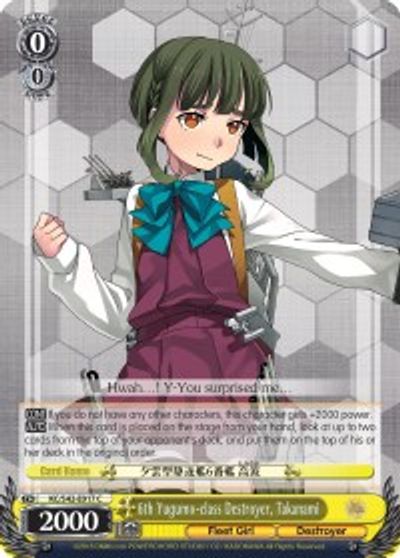 0
0
Hwah...! Y-You surprised me...
CONT If you do not have any other characters, this character gets +2000 power.
AUTO When this card is placed on the stage from your hand, look at up to two
cards from the top of your opponent's deck, and put them on the top of his or
her deck in any order.
Card Name 夕雲型駆逐艦6番艦 高波
6th Yugumo-class Destroyer, Takanami
2000
Fleet Girl
Destroyer